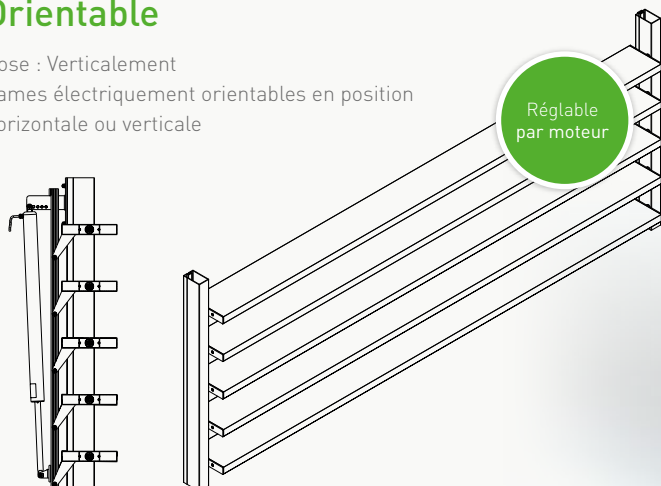 Orientable
ose : Verticalement
ames électriquement orientables en position
orizontale ou verticale
Réglable
par moteur